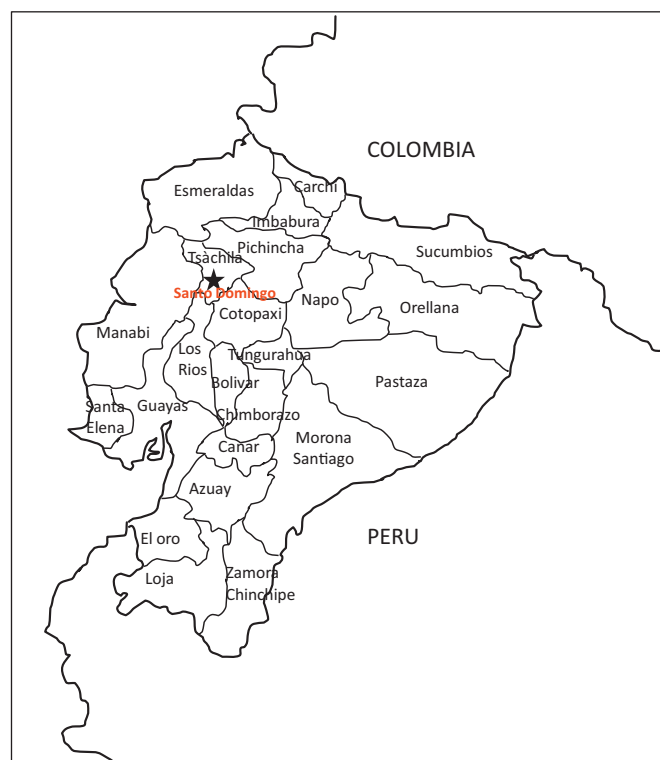 COLOMBIA
Carchi
Esmeraldas
Imbabura
Pichincha
Sucumbios
Tsàchila
Santo Domingo
Napo
Orellana
Cotopaxi
Manabi
Los
Rios
Tungurahua
Bolivar
Pastaza
Santa
Elena
Guayas
Chimborazo
Morona
Santiago
Canar
Azuay
PERU
El oro
Loja
Zamora
Chinchipe